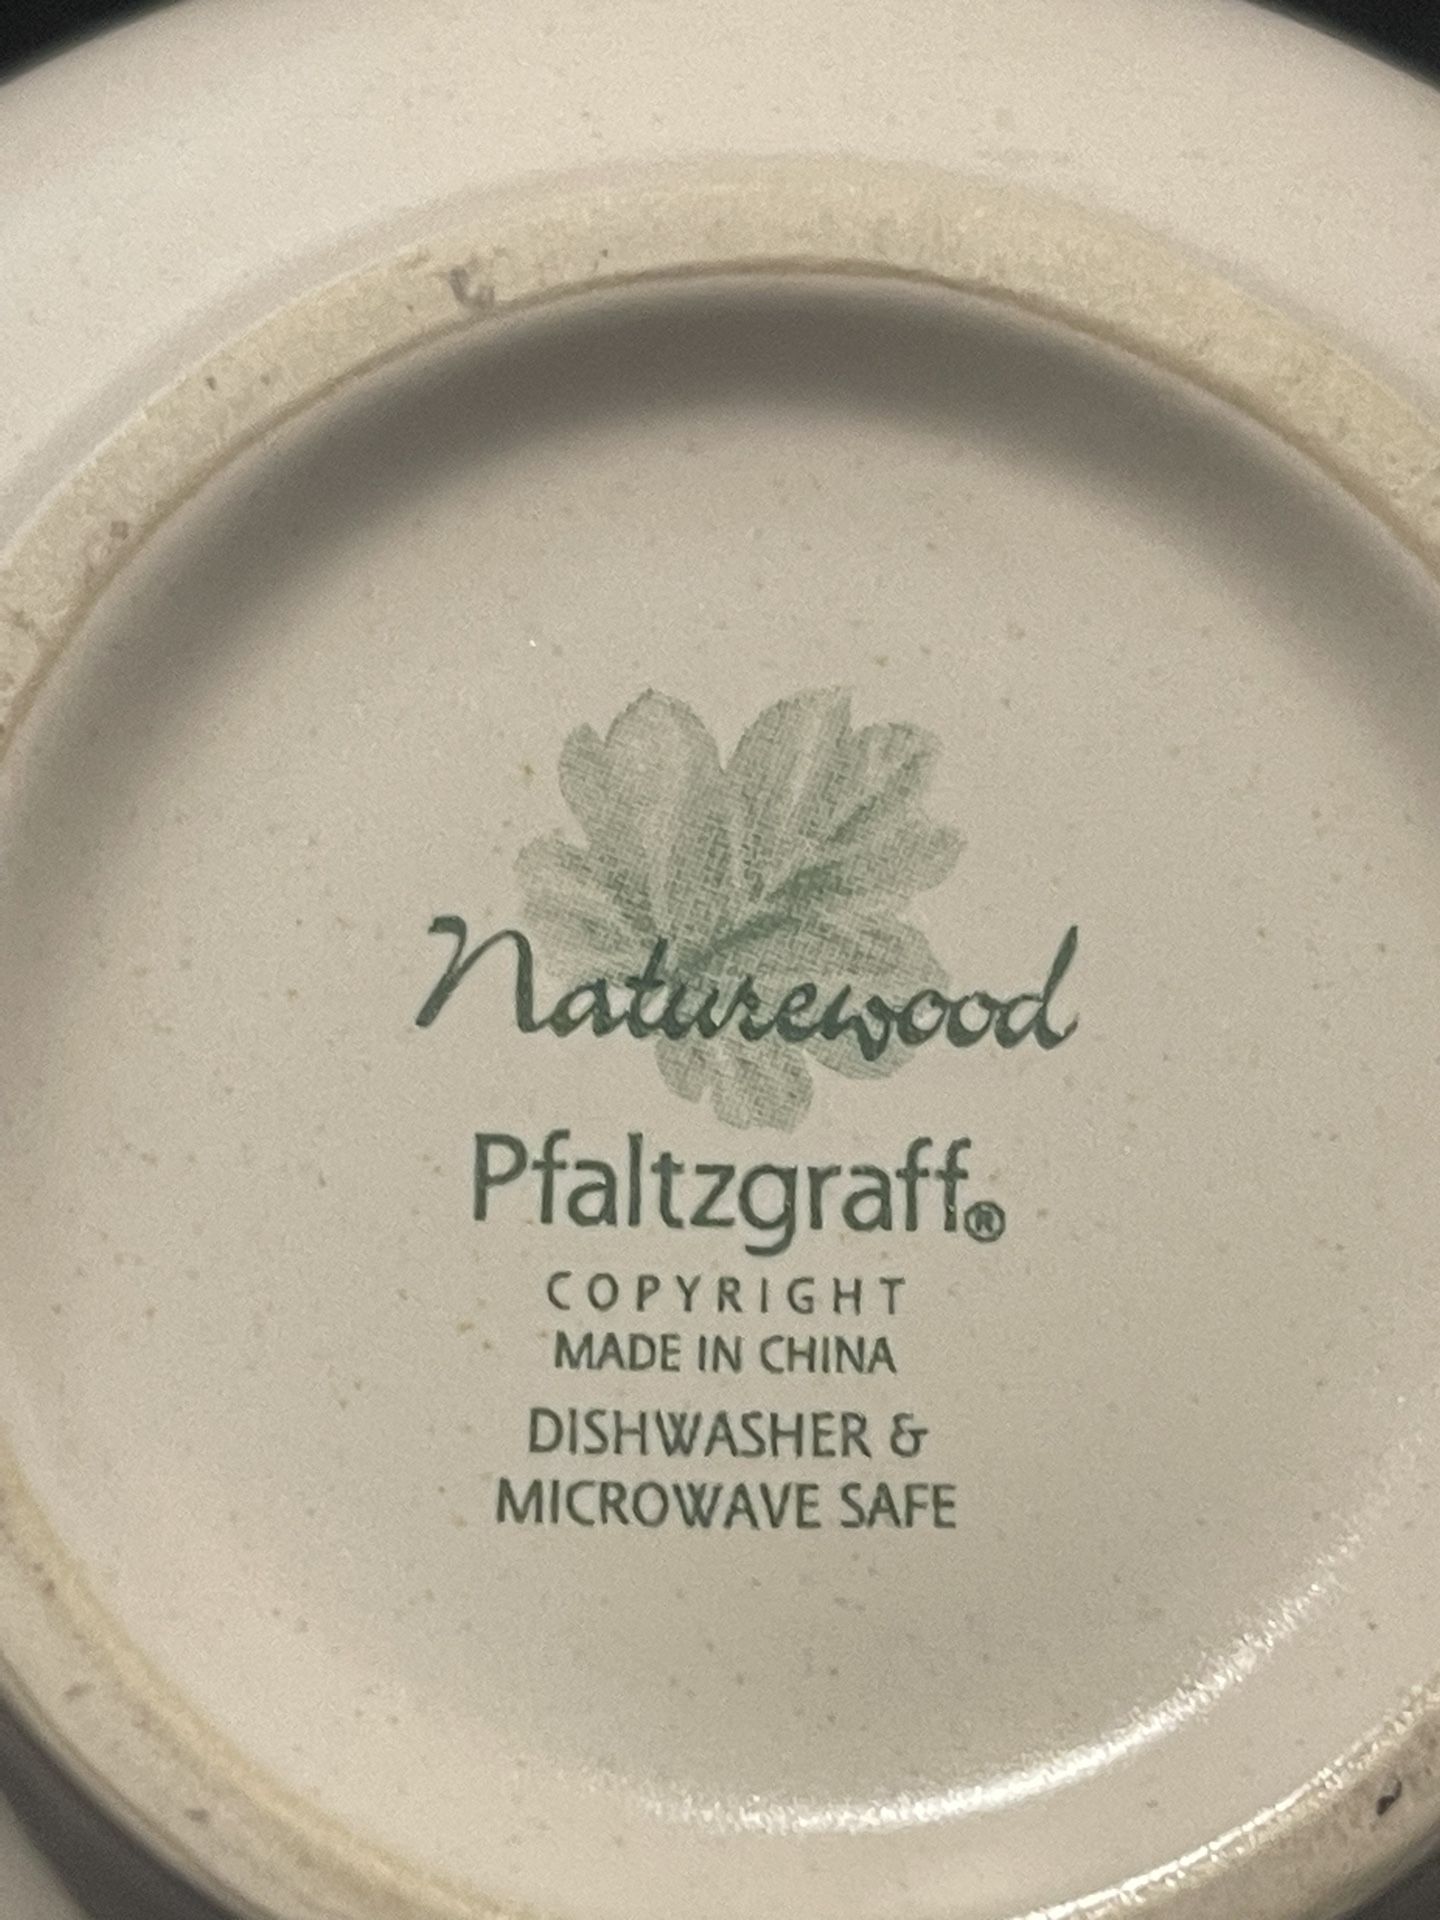 Naturewood
Pfaltzgraff®
COPYRIGHT
MADE IN CHINA
DISHWASHER &
MICROWAVE SAFE